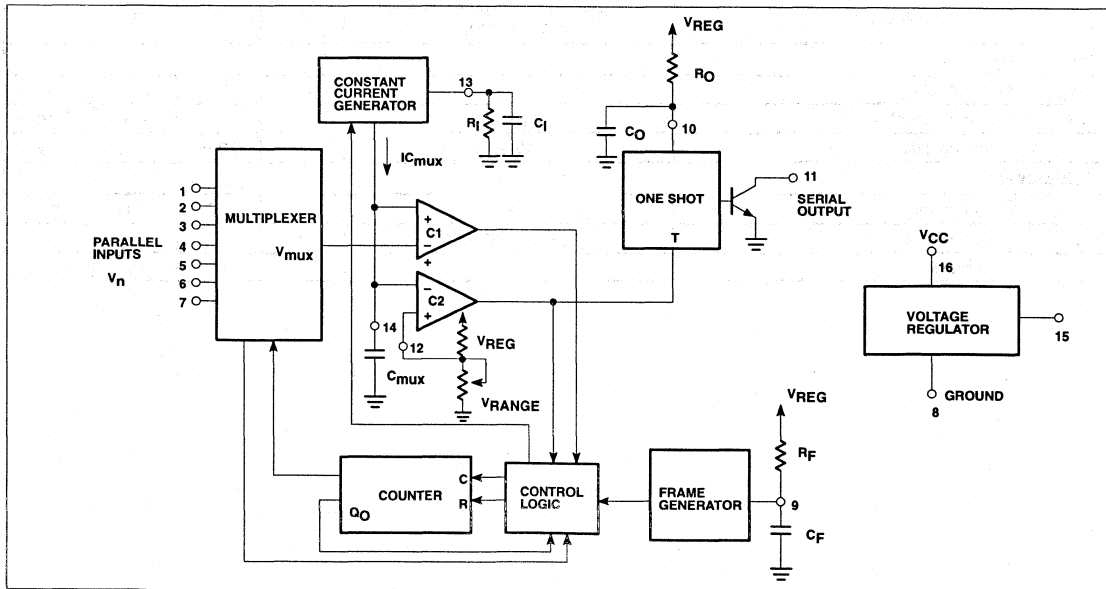 VREG
RO
CO
10
CONSTANT
CURRENT
GENERATOR
13
RI
CI
ICmux
ONE SHOT
T
11
SERIAL
OUTPUT
MULTIPLEXER
Vmux
PARALLEL
INPUTS
Vn
1
2
3
4
5
6
7
+
C1
−
+
−
C2
+
14
12
VREG
Cmux
VRANGE
VCC
16
VOLTAGE
REGULATOR
15
8
GROUND
COUNTER
QO
C
R
CONTROL
LOGIC
FRAME
GENERATOR
VREG
RF
9
CF